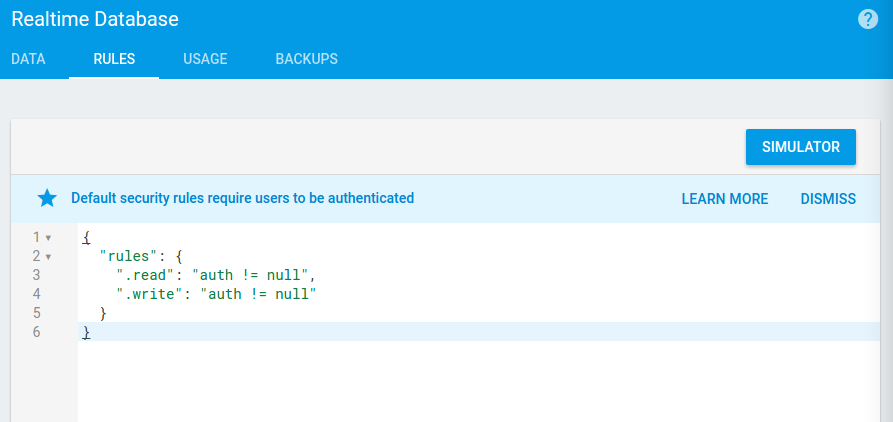 Realtime Database
?
DATA RULES USAGE BACKUPS
SIMULATOR
Default security rules require users to be authenticated LEARN MORE DISMISS
1 {
2 "rules": {
3 ".read": "auth != null",
4 ".write": "auth != null"
5 }
6 }